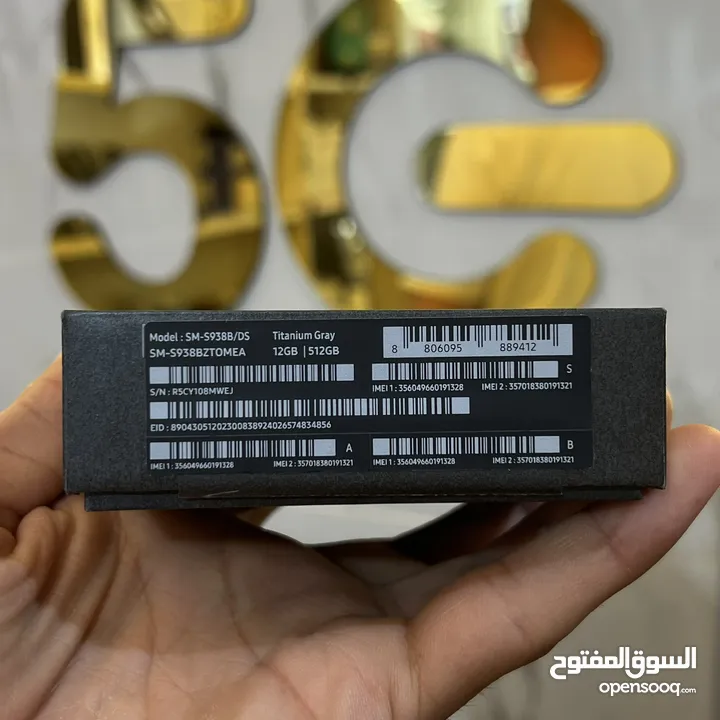 5G
Model : SM-S938B/DS
Titanium Gray
SM-S938BZTOMEA
12GB | 512GB
8 806095 889412
S/N : R5CY108MWEJ
S
IMEI 1 : 356049660191328
IMEI 2 : 357018380191321
EID : 89043051202300838924026574834856
A
IMEI 1 : 356049660191328
IMEI 2 : 357018380191321
B
IMEI 1 : 356049660191328
IMEI 2 : 357018380191321
السوق المفتوح
opensooq.com